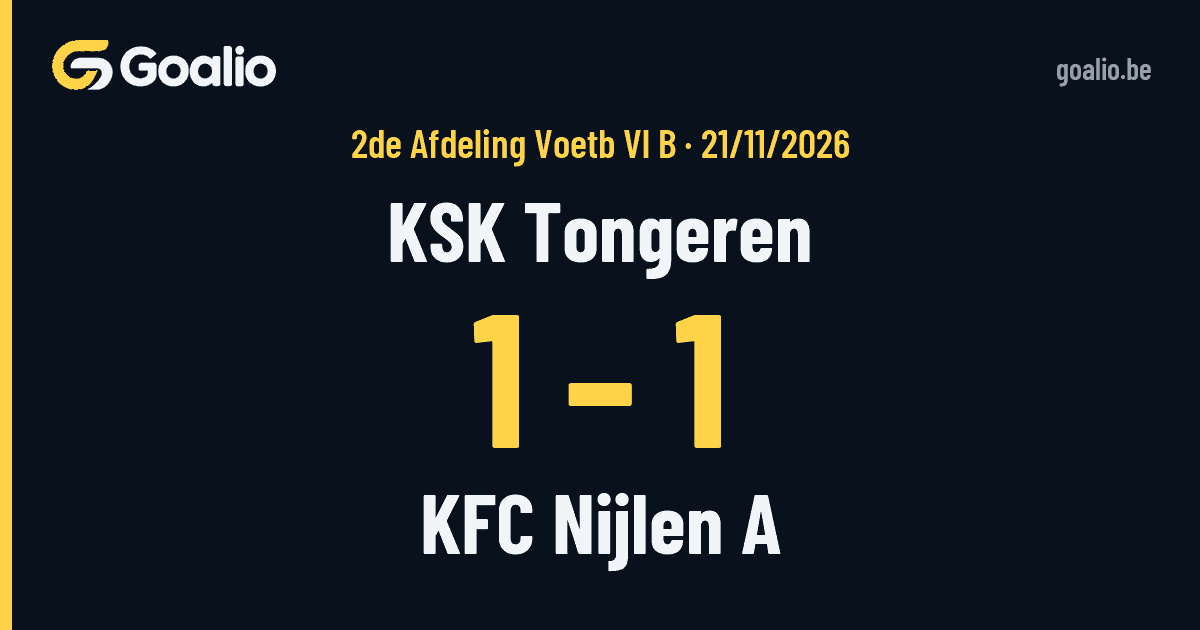 Goalio
goalio.be
2de Afdeling Voetb Vl B · 21/11/2026
KSK Tongeren
1 – 1
KFC Nijlen A